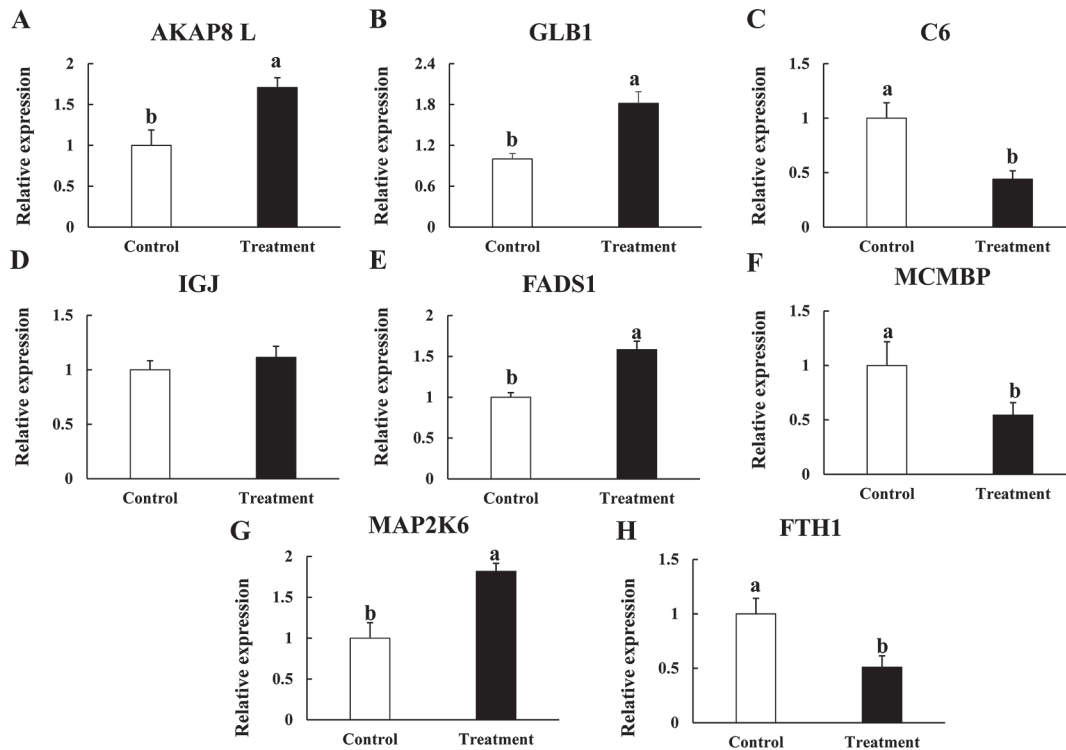 A
AKAP8 L
Relative expression
2
1.5
1
0.5
0
b
a
Control
Treatment
B
GLB1
Relative expression
2.4
1.8
1.2
0.6
0
b
a
Control
Treatment
C
C6
Relative expression
1.5
1
0.5
0
a
b
Control
Treatment
D
IGJ
Relative expression
1.5
1
0.5
0
Control
Treatment
E
FADS1
Relative expression
2
1.5
1
0.5
0
b
a
Control
Treatment
F
MCMBP
Relative expression
1.5
1
0.5
0
a
b
Control
Treatment
G
MAP2K6
Relative expression
2
1.5
1
0.5
0
b
a
Control
Treatment
H
FTH1
Relative expression
1.5
1
0.5
0
a
b
Control
Treatment